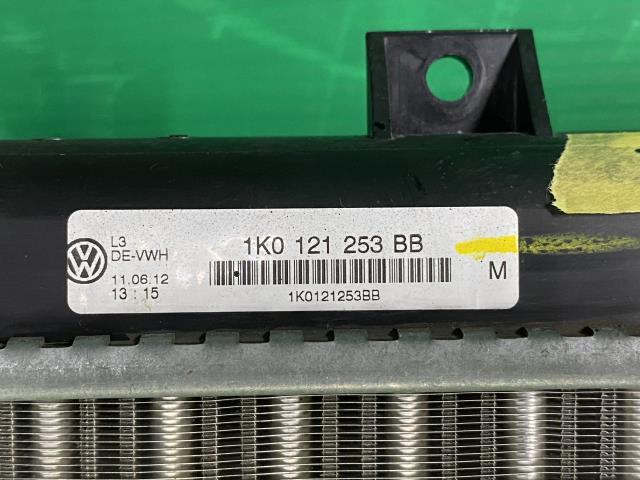 L3
DE-VWH
11.06.12
13 : 15
1K0 121 253 BB
M
1K0121253BB